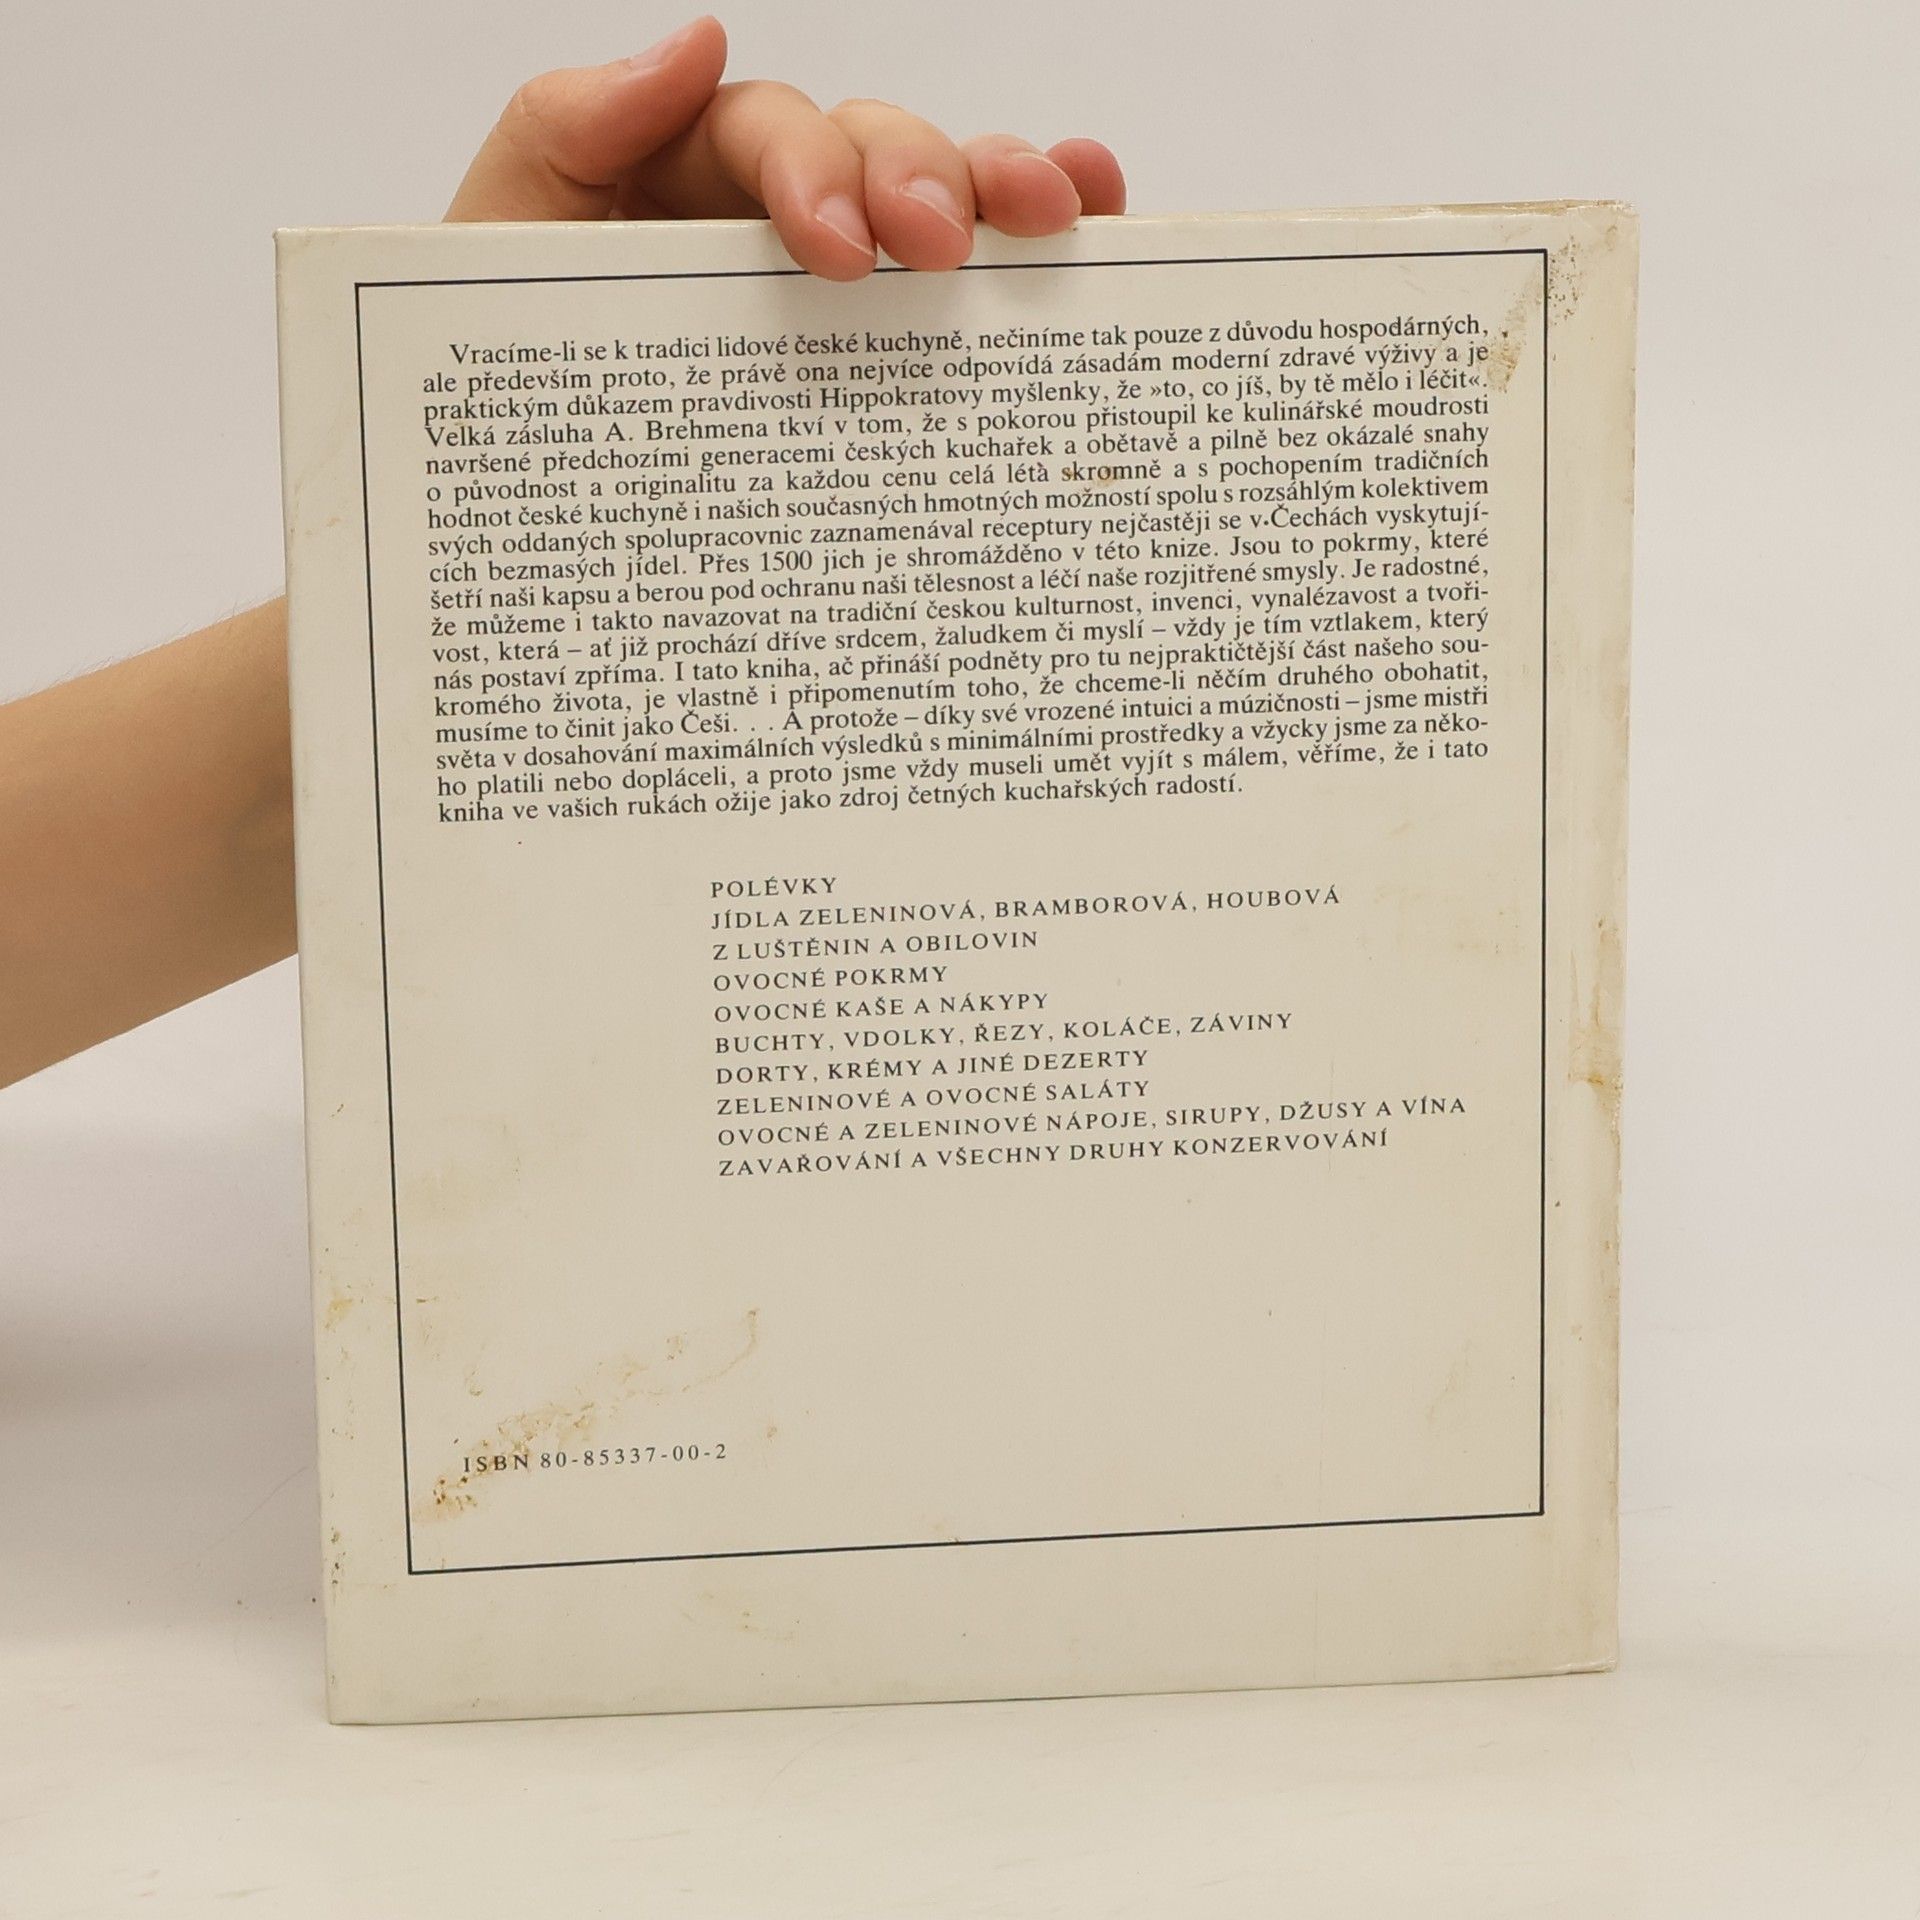 Vracíme-li se k tradici lidové české kuchyně, nečiníme tak pouze z důvodu hospodárných,
ale především proto, že právě ona nejvíce odpovídá zásadám moderní zdravé výživy a je
praktickým důkazem pravdivosti Hippokratovy myšlenky, že »to, co jíš, by tě mělo i léčit«.
Velká zásluha A. Brehmena tkví v tom, že s pokorou přistoupil ke kulinářské moudrosti
navršené předchozími generacemi českých kuchařek a obětavě a pilně bez okázalé snahy
o původnost a originalitu za každou cenu celá léta skromně a s pochopením tradičních
hodnot české kuchyně i našich současných hmotných možností spolu s rozsáhlým kolektivem
svých oddaných spolupracovnic zaznamenával receptury nejčastěji se v Čechách vyskytují-
cích bezmasých jídel. Přes 1500 jich je shromážděno v této knize. Jsou to pokrmy, které
šetří naši kapsu a berou pod ochranu naši tělesnost a léčí naše rozjitřené smysly. Je radostné,
že můžeme i takto navazovat na tradiční českou kulturnost, invenci, vynalézavost a tvoři-
vost, která – ať již prochází dříve srdcem, žaludkem či myslí – vždy je tím vztlakem, který
nás postaví zpříma. I tato kniha, ač přináší podněty pro tu nejpraktičtější část našeho sou-
kromého života, je vlastně i připomenutím toho, že chceme-li něčím druhého obohatit,
musíme to činit jako Češi. . . A protože – díky své vrozené intuici a múzičnosti – jsme mistři
světa v dosahování maximálních výsledků s minimálními prostředky a vžycky jsme za něko-
ho platili nebo dopláceli, a proto jsme vždy museli umět vyjít s málem, věříme, že i tato
kniha ve vašich rukách ožije jako zdroj četných kuchařských radostí.
POLÉVKY
JÍDLA ZELENINOVÁ, BRAMBOROVÁ, HOUBOVÁ
Z LUŠTĚNIN A OBILOVIN
OVOCNÉ POKRMY
OVOCNÉ KAŠE A NÁKYPY
BUCHTY, VDOLKY, ŘEZY, KOLÁČE, ZÁVINY
DORTY, KRÉMY A JINÉ DEZERTY
ZELENINOVÉ A OVOCNÉ SALÁTY
OVOCNÉ A ZELENINOVÉ NÁPOJE, SIRUPY, DŽUSY A VÍNA
ZAVAŘOVÁNÍ A VŠECHNY DRUHY KONZERVOVÁNÍ
ISBN 80-85337-00-2